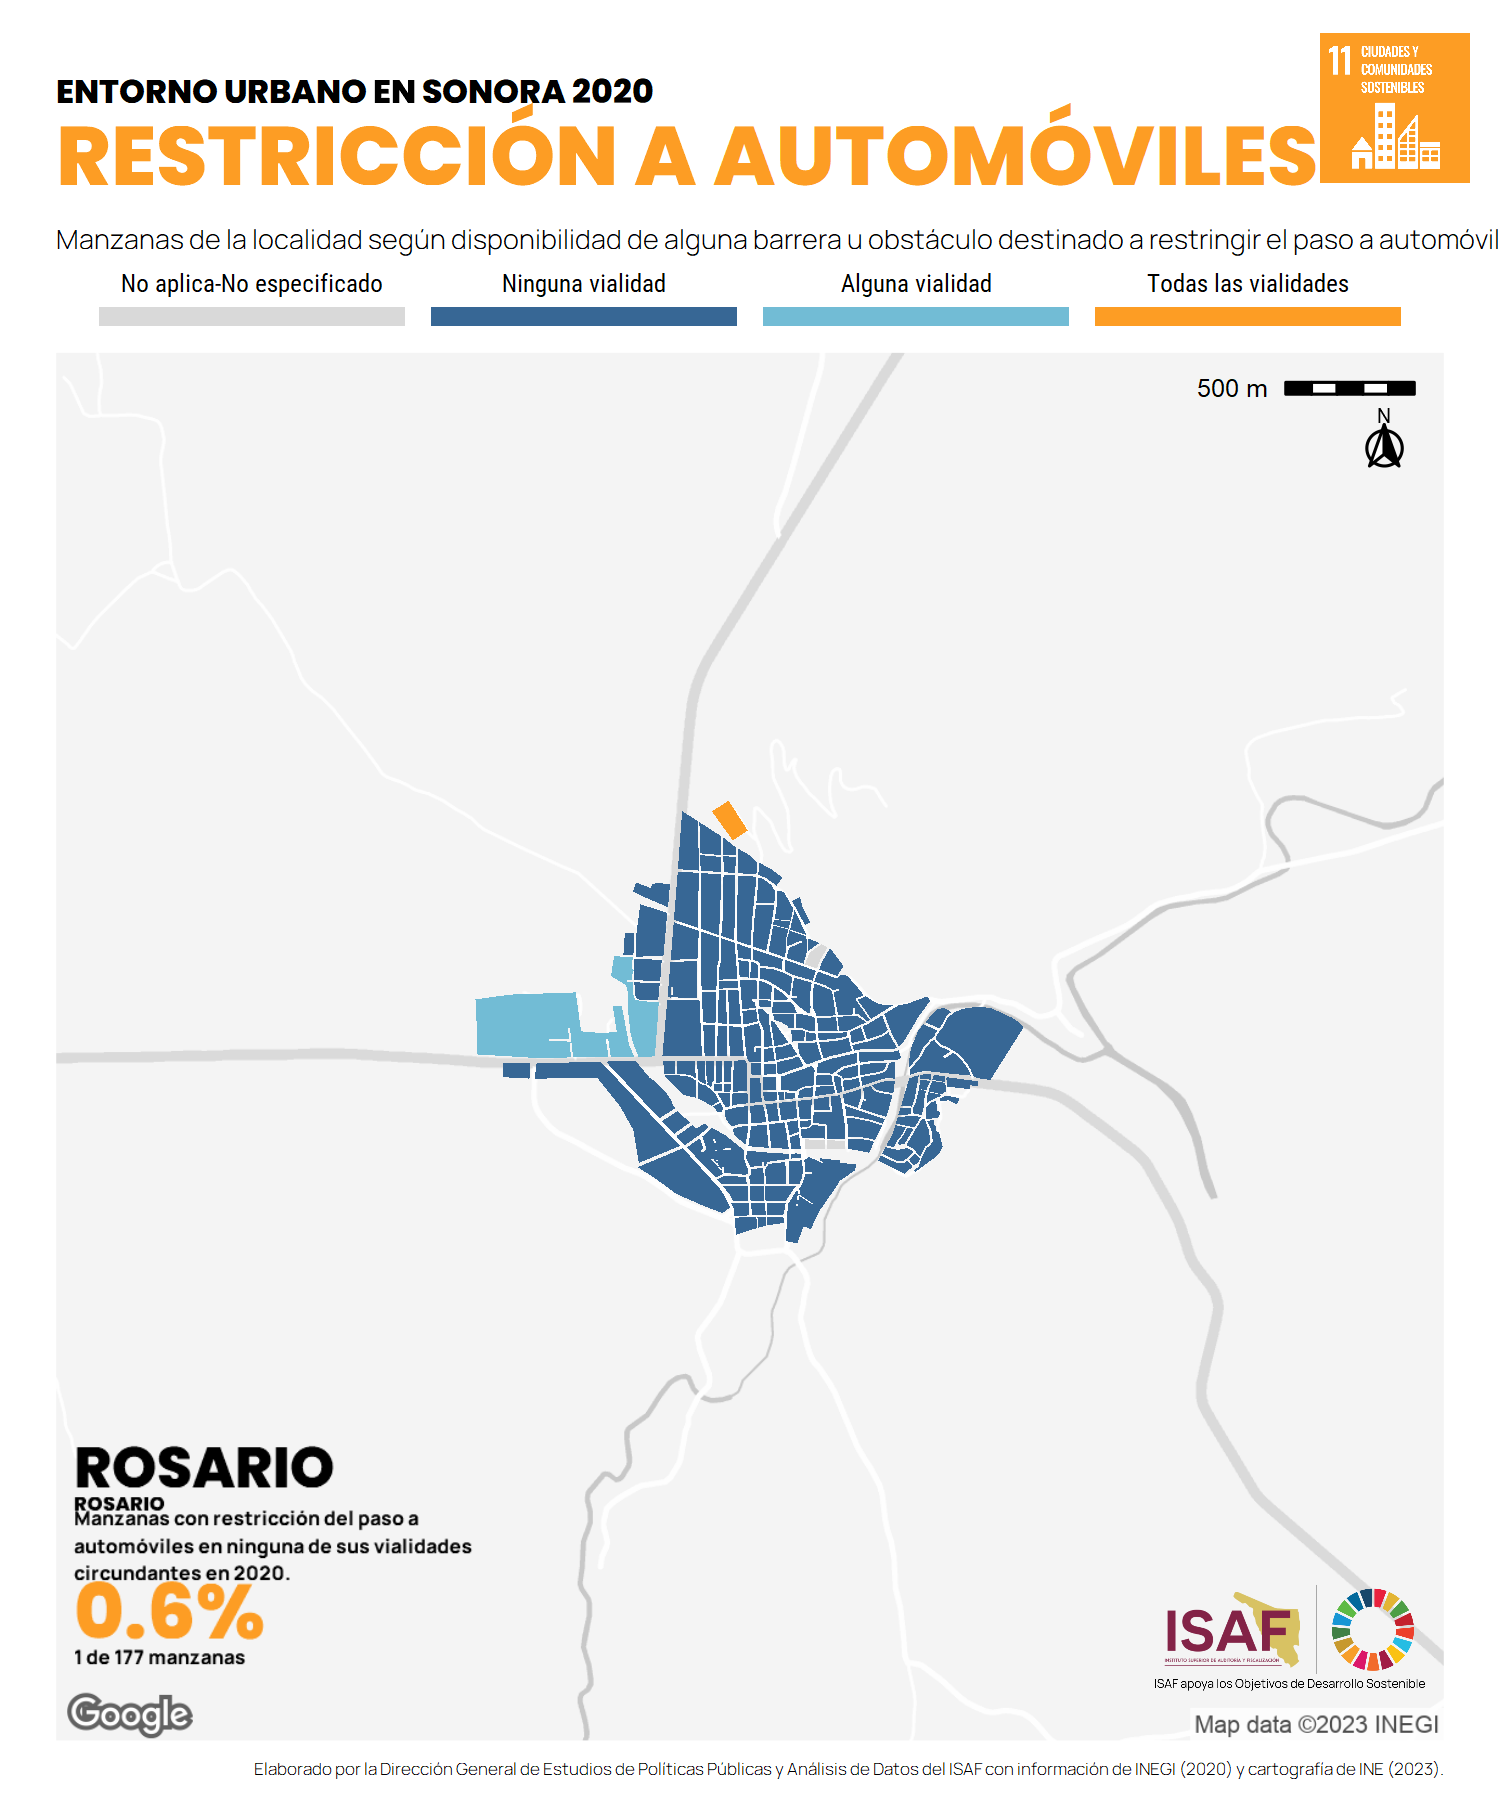 ENTORNO URBANO EN SONORA 2020
RESTRICCIÓN A AUTOMÓVILES
11 CIUDADES Y
COMUNIDADES
SOSTENIBLES
Manzanas de la localidad según disponibilidad de alguna barrera u obstáculo destinado a restringir el paso a automóvil
No aplica-No especificado
Ninguna vialidad
Alguna vialidad
Todas las vialidades
500 m
N
ROSARIO
ROSARIO
Manzanas con restricción del paso a
automóviles en ninguna de sus vialidades
circundantes en 2020.
0.6%
1 de 177 manzanas
Google
ISAF
INSTITUTO SUPERIOR DE AUDITORÍA Y FISCALIZACIÓN
ISAF apoya los Objetivos de Desarrollo Sostenible
Map data ©2023 INEGI
Elaborado por la Dirección General de Estudios de Políticas Públicas y Análisis de Datos del ISAF con información de INEGI (2020) y cartografía de INE (2023).